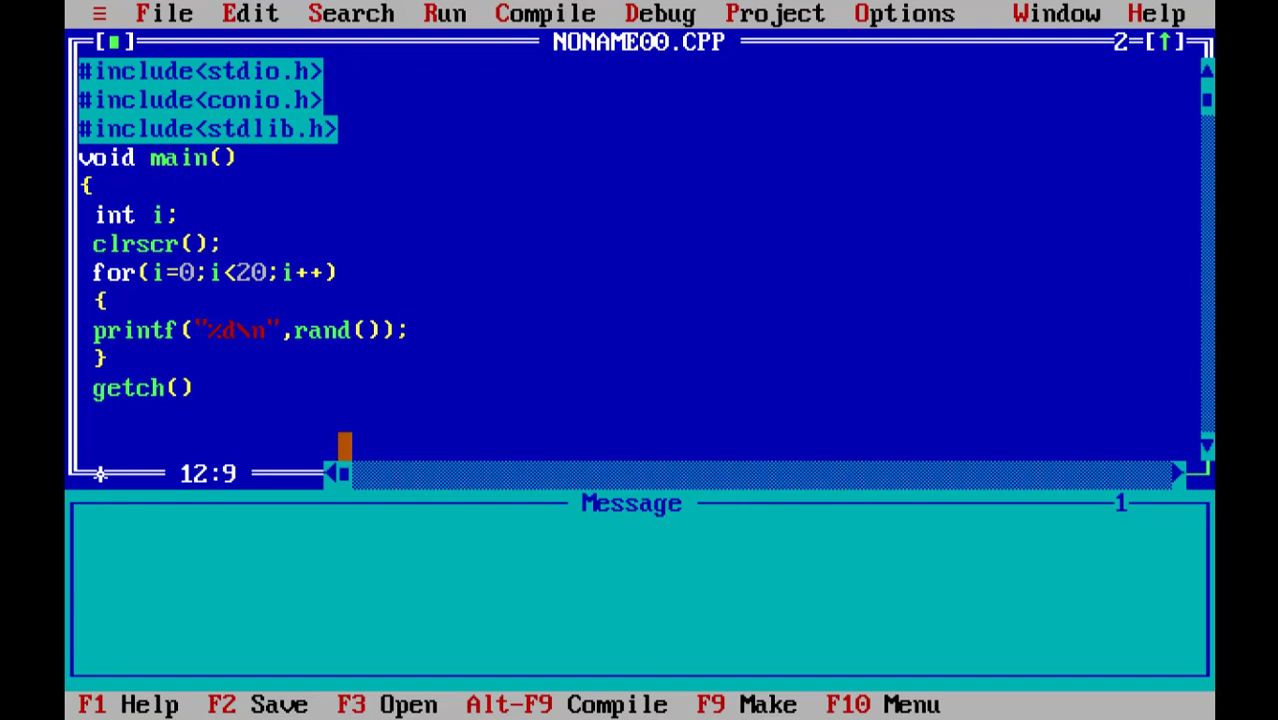 ≡ File Edit Search Run Compile Debug Project Options Window Help
[■] NONAME00.CPP 2=[↑]
#include<stdio.h>
#include<conio.h>
#include<stdlib.h>
void main()
{
int i;
clrscr();
for(i=0;i<20;i++)
{
printf("%d\n",rand());
}
getch()
12:9
Message 1
F1 Help F2 Save F3 Open Alt-F9 Compile F9 Make F10 Menu